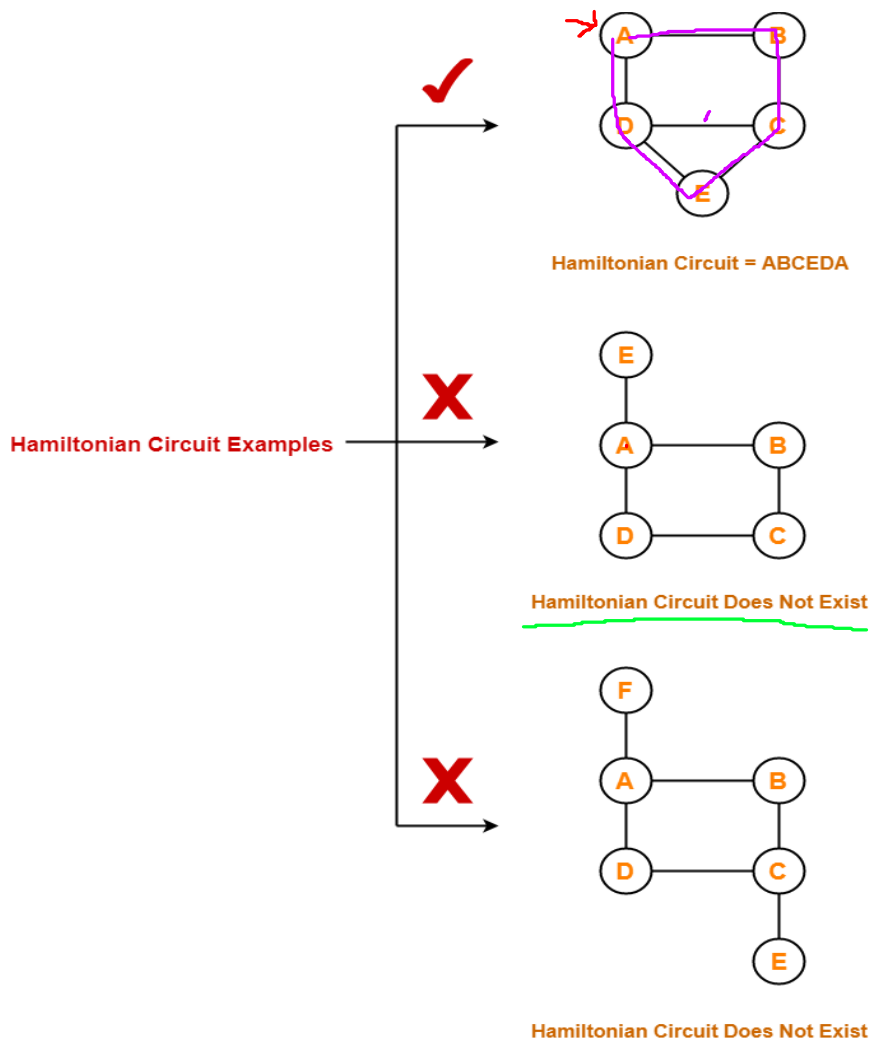 A B
D C
E
Hamiltonian Circuit = ABCEDA
E
Hamiltonian Circuit Examples
A B
D C
Hamiltonian Circuit Does Not Exist
F
A B
D C
E
Hamiltonian Circuit Does Not Exist